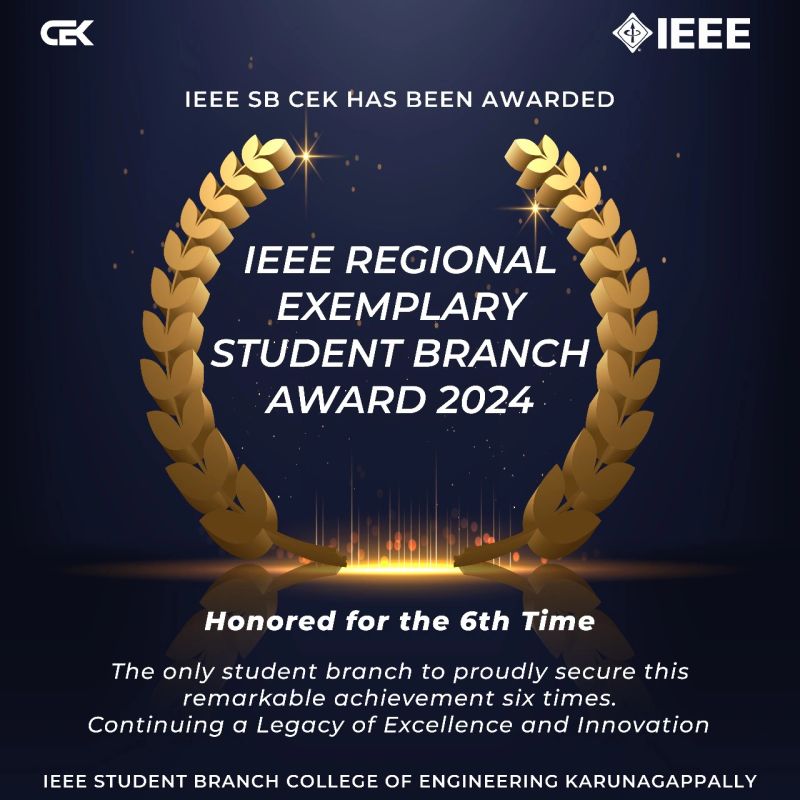 CEK
IEEE
IEEE SB CEK HAS BEEN AWARDED
IEEE REGIONAL
EXEMPLARY
STUDENT BRANCH
AWARD 2024
Honored for the 6th Time
The only student branch to proudly secure this
remarkable achievement six times.
Continuing a Legacy of Excellence and Innovation
IEEE STUDENT BRANCH COLLEGE OF ENGINEERING KARUNAGAPPALLY